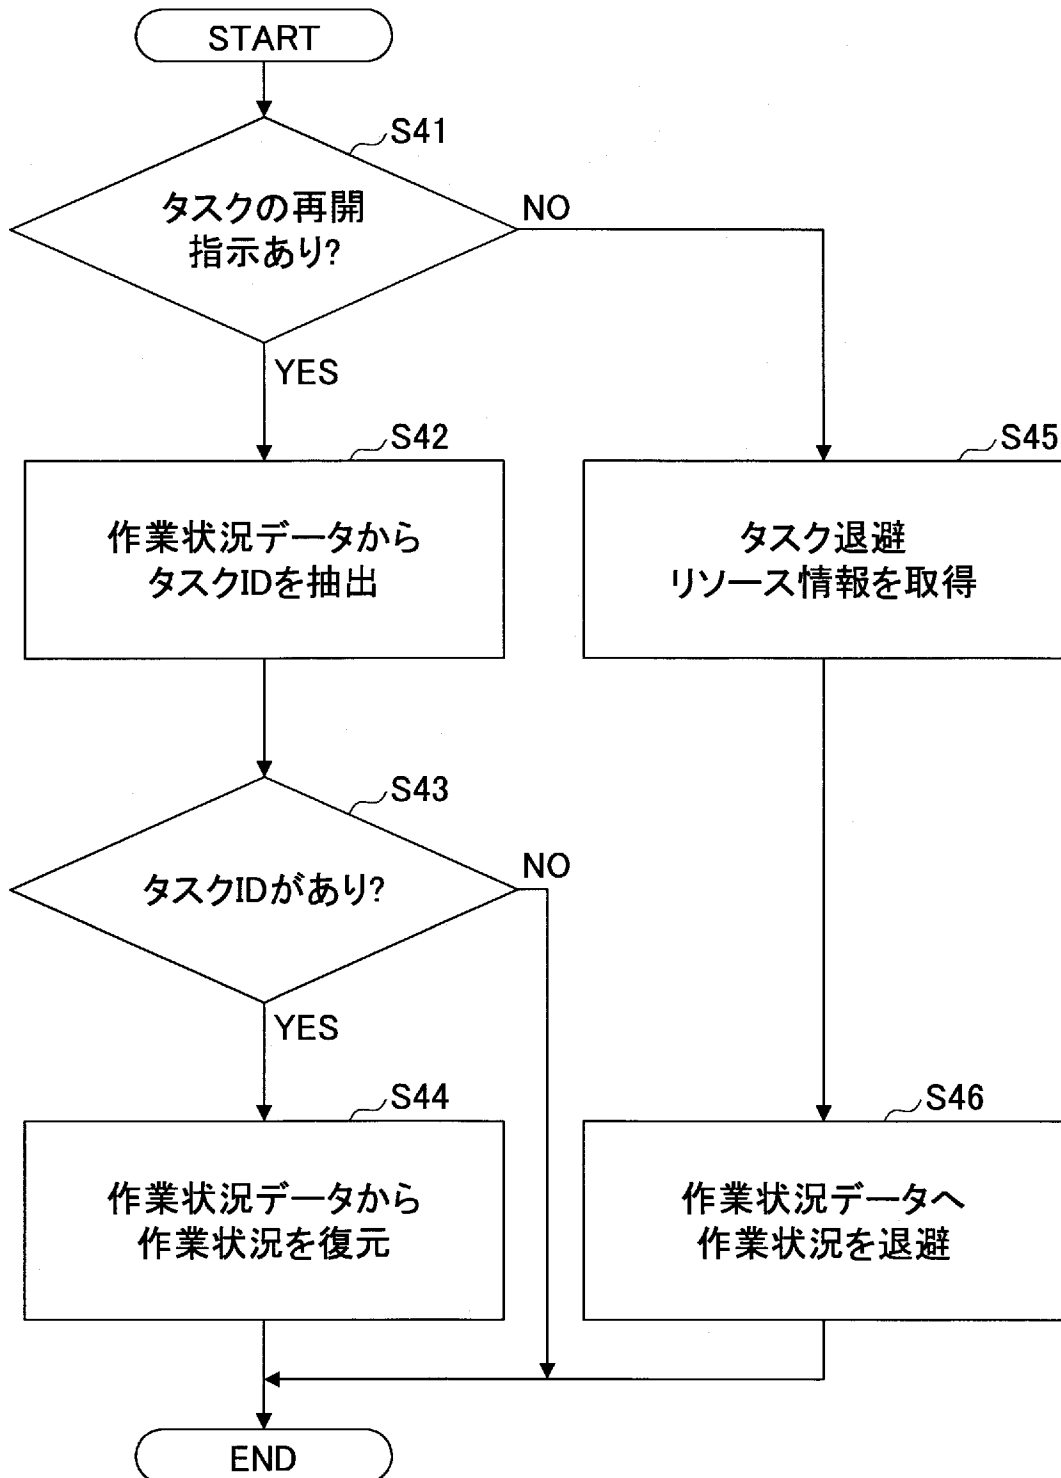 START
S41
タスクの再開
指示あり?
NO
YES
S42
作業状況データから
タスクIDを抽出
S45
タスク退避
リソース情報を取得
S43
タスクIDがあり?
NO
YES
S44
作業状況データから
作業状況を復元
S46
作業状況データへ
作業状況を退避
END